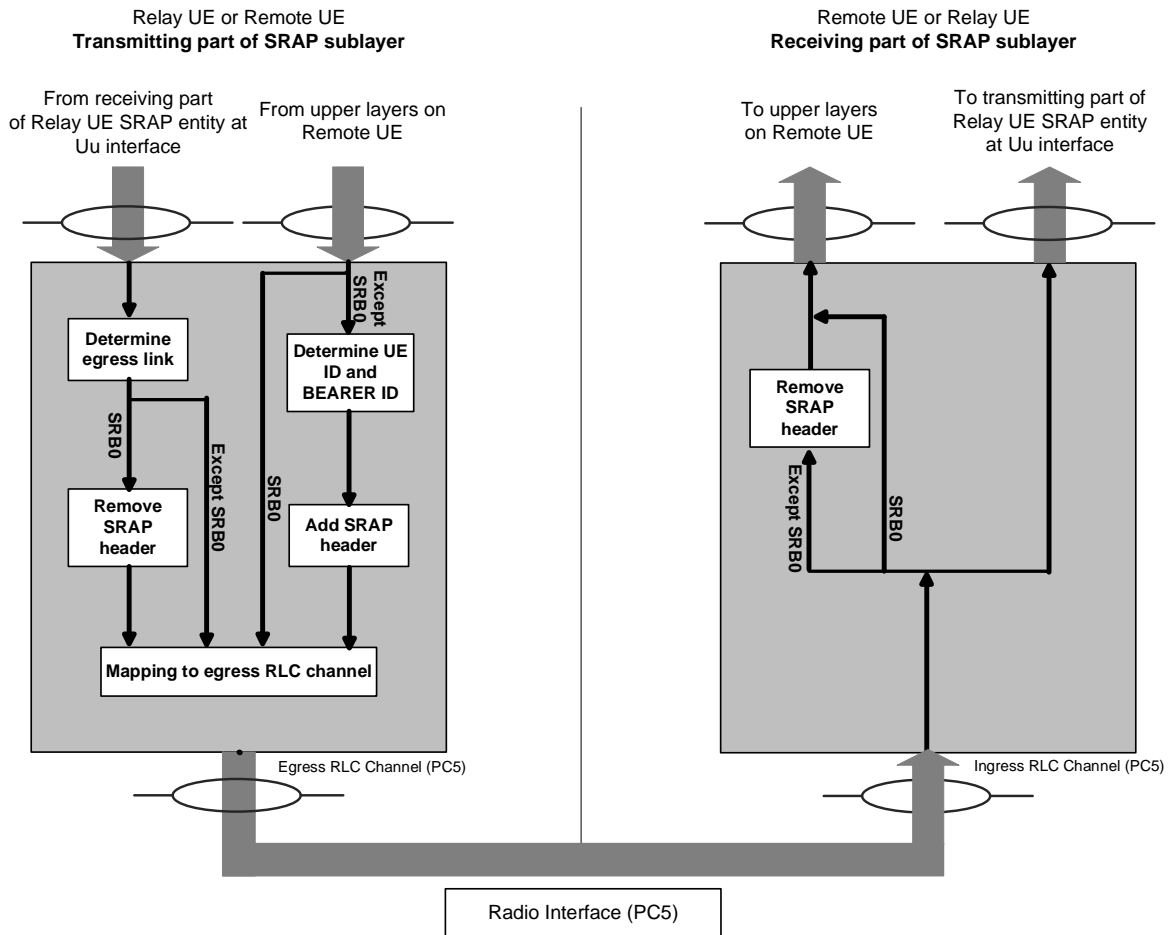 Relay UE or Remote UE
Transmitting part of SRAP sublayer
From receiving part
of Relay UE SRAP entity at
Uu interface
From upper layers on
Remote UE
Determine
egress link
Except
SRB0
Determine UE
ID and
BEARER ID
SRB0
Except SRB0
SRB0
Remove
SRAP
header
Add SRAP
header
Mapping to egress RLC channel
Egress RLC Channel (PC5)
Remote UE or Relay UE
Receiving part of SRAP sublayer
To upper layers
on Remote UE
To transmitting part of
Relay UE SRAP entity
at Uu interface
Remove
SRAP
header
Except SRB0
SRB0
Ingress RLC Channel (PC5)
Radio Interface (PC5)